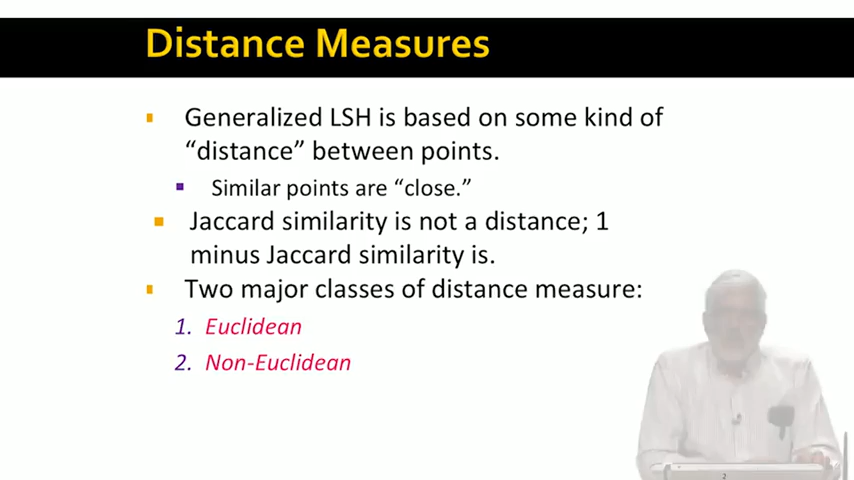 Distance Measures
Generalized LSH is based on some kind of
“distance” between points.
Similar points are “close.”
Jaccard similarity is not a distance; 1
minus Jaccard similarity is.
Two major classes of distance measure:
1. Euclidean
2. Non-Euclidean
2